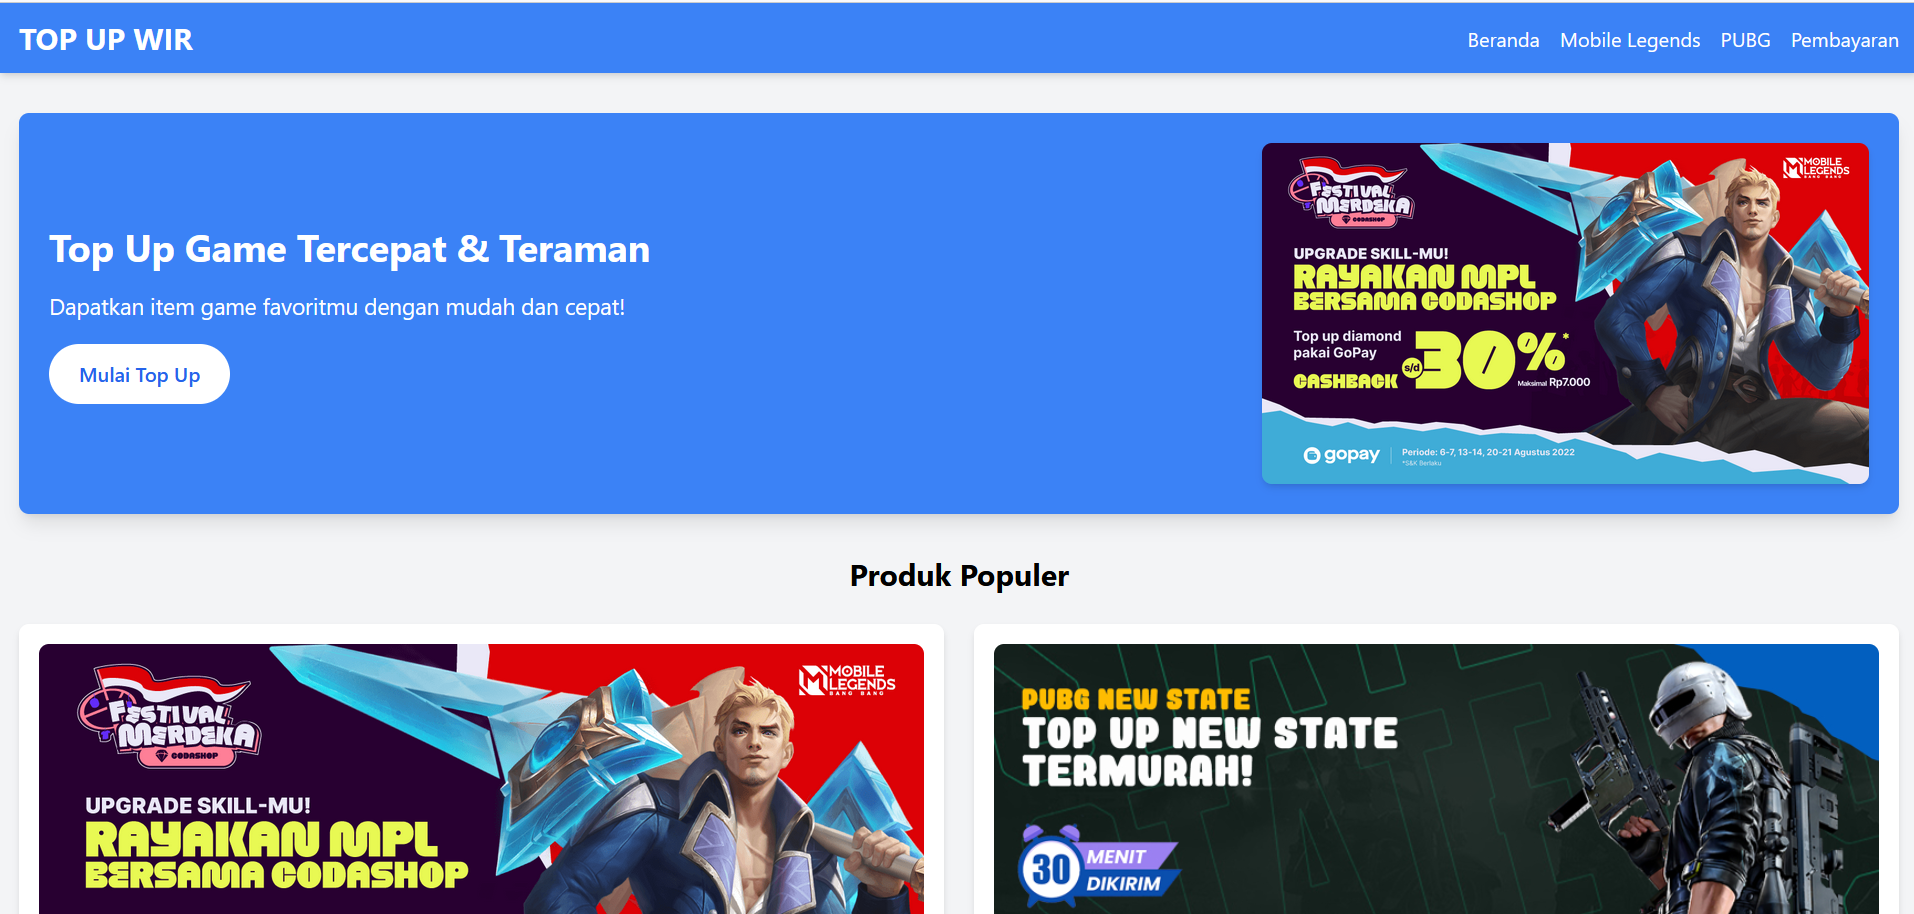 TOP UP WIR
Beranda Mobile Legends PUBG Pembayaran
Top Up Game Tercepat & Teraman
Dapatkan item game favoritmu dengan mudah dan cepat!
Mulai Top Up
FESTIVAL
MERDEKA
CODASHOP
MOBILE
LEGENDS
BANG BANG
UPGRADE SKILL-MU!
RAYAKAN MPL
BERSAMA CODASHOP
Top up diamond
pakai GoPay
CASHBACK s/d 30%*
Maksimal Rp7.000
gopay
Periode: 6-7, 13-14, 20-21 Agustus 2022
*S&K Berlaku
Produk Populer
FESTIVAL
MERDEKA
CODASHOP
MOBILE
LEGENDS
BANG BANG
UPGRADE SKILL-MU!
RAYAKAN MPL
BERSAMA CODASHOP
PUBG NEW STATE
TOP UP NEW STATE
TERMURAH!
30 MENIT
DIKIRIM